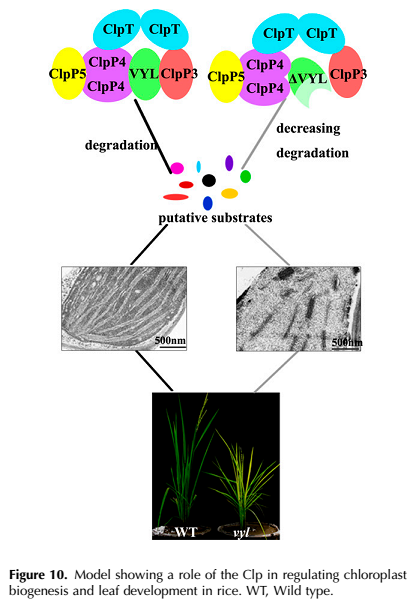 ClpT ClpT ClpT ClpT
ClpP5 ClpP4 VYL ClpP3 ClpP5 ClpP4 ΔVYL ClpP3
ClpP4 ClpP4
degradation
decreasing
degradation
putative substrates
500nm 500nm
WT vyl
Figure 10. Model showing a role of the Clp in regulating chloroplast
biogenesis and leaf development in rice. WT, Wild type.